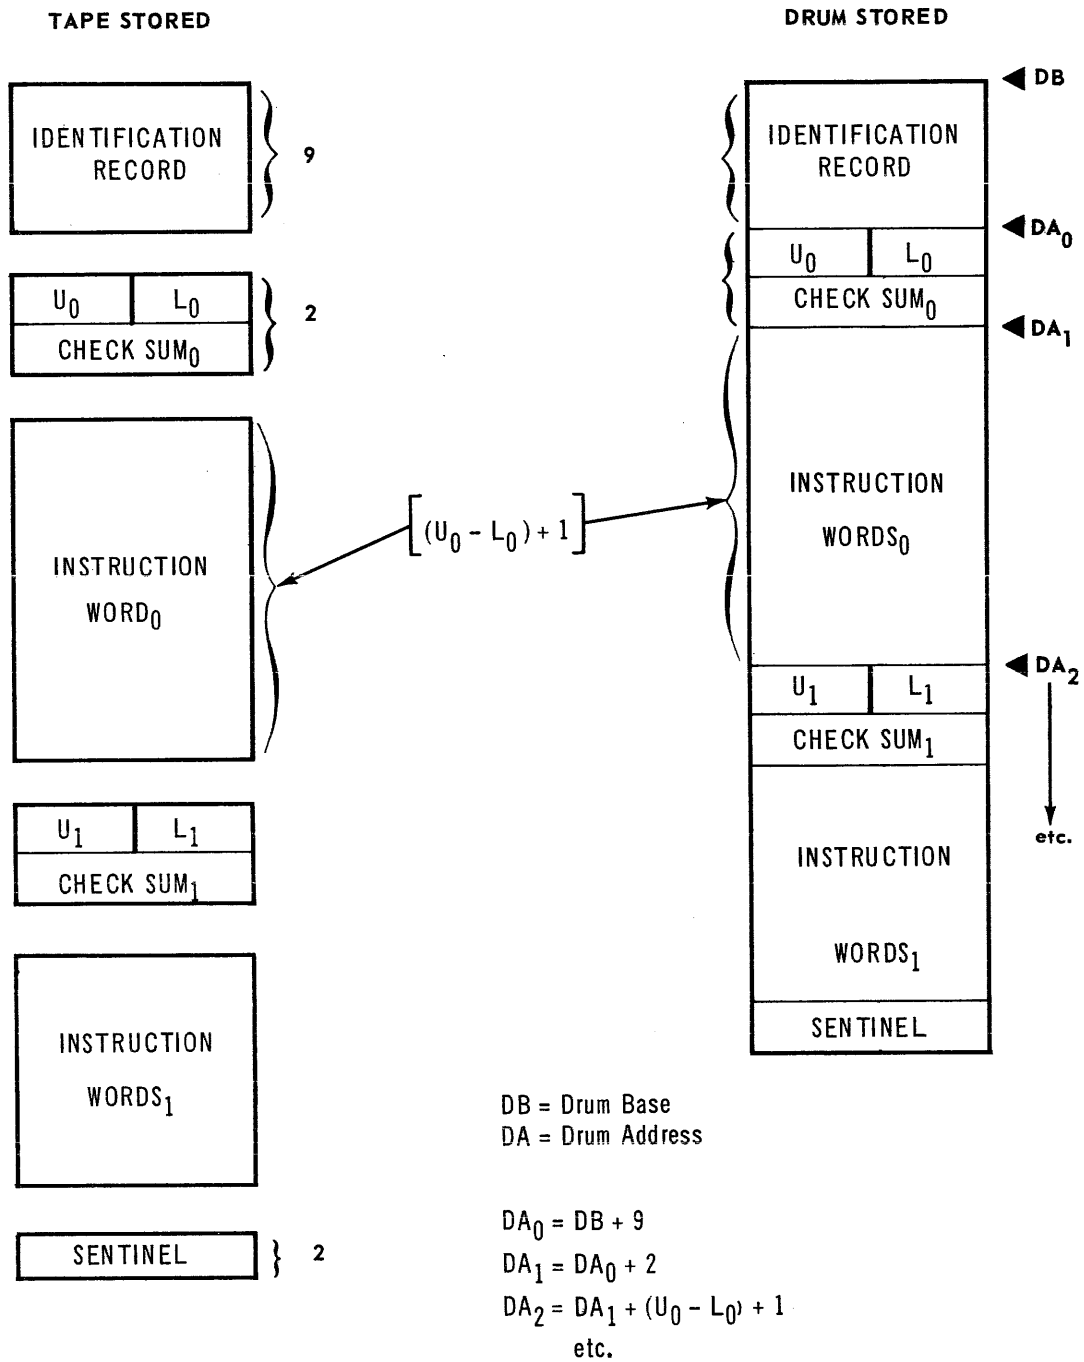 TAPE STORED
IDENTIFICATION
RECORD
9
U0
L0
CHECK SUM0
2
INSTRUCTION
WORD0
[(U0 - L0) + 1]
U1
L1
CHECK SUM1
INSTRUCTION
WORDS1
SENTINEL
2
DRUM STORED
DB
IDENTIFICATION
RECORD
DA0
U0
L0
CHECK SUM0
DA1
INSTRUCTION
WORDS0
DA2
U1
L1
CHECK SUM1
etc.
INSTRUCTION
WORDS1
SENTINEL
DB = Drum Base
DA = Drum Address
DA0 = DB + 9
DA1 = DA0 + 2
DA2 = DA1 + (U0 - L0) + 1
etc.